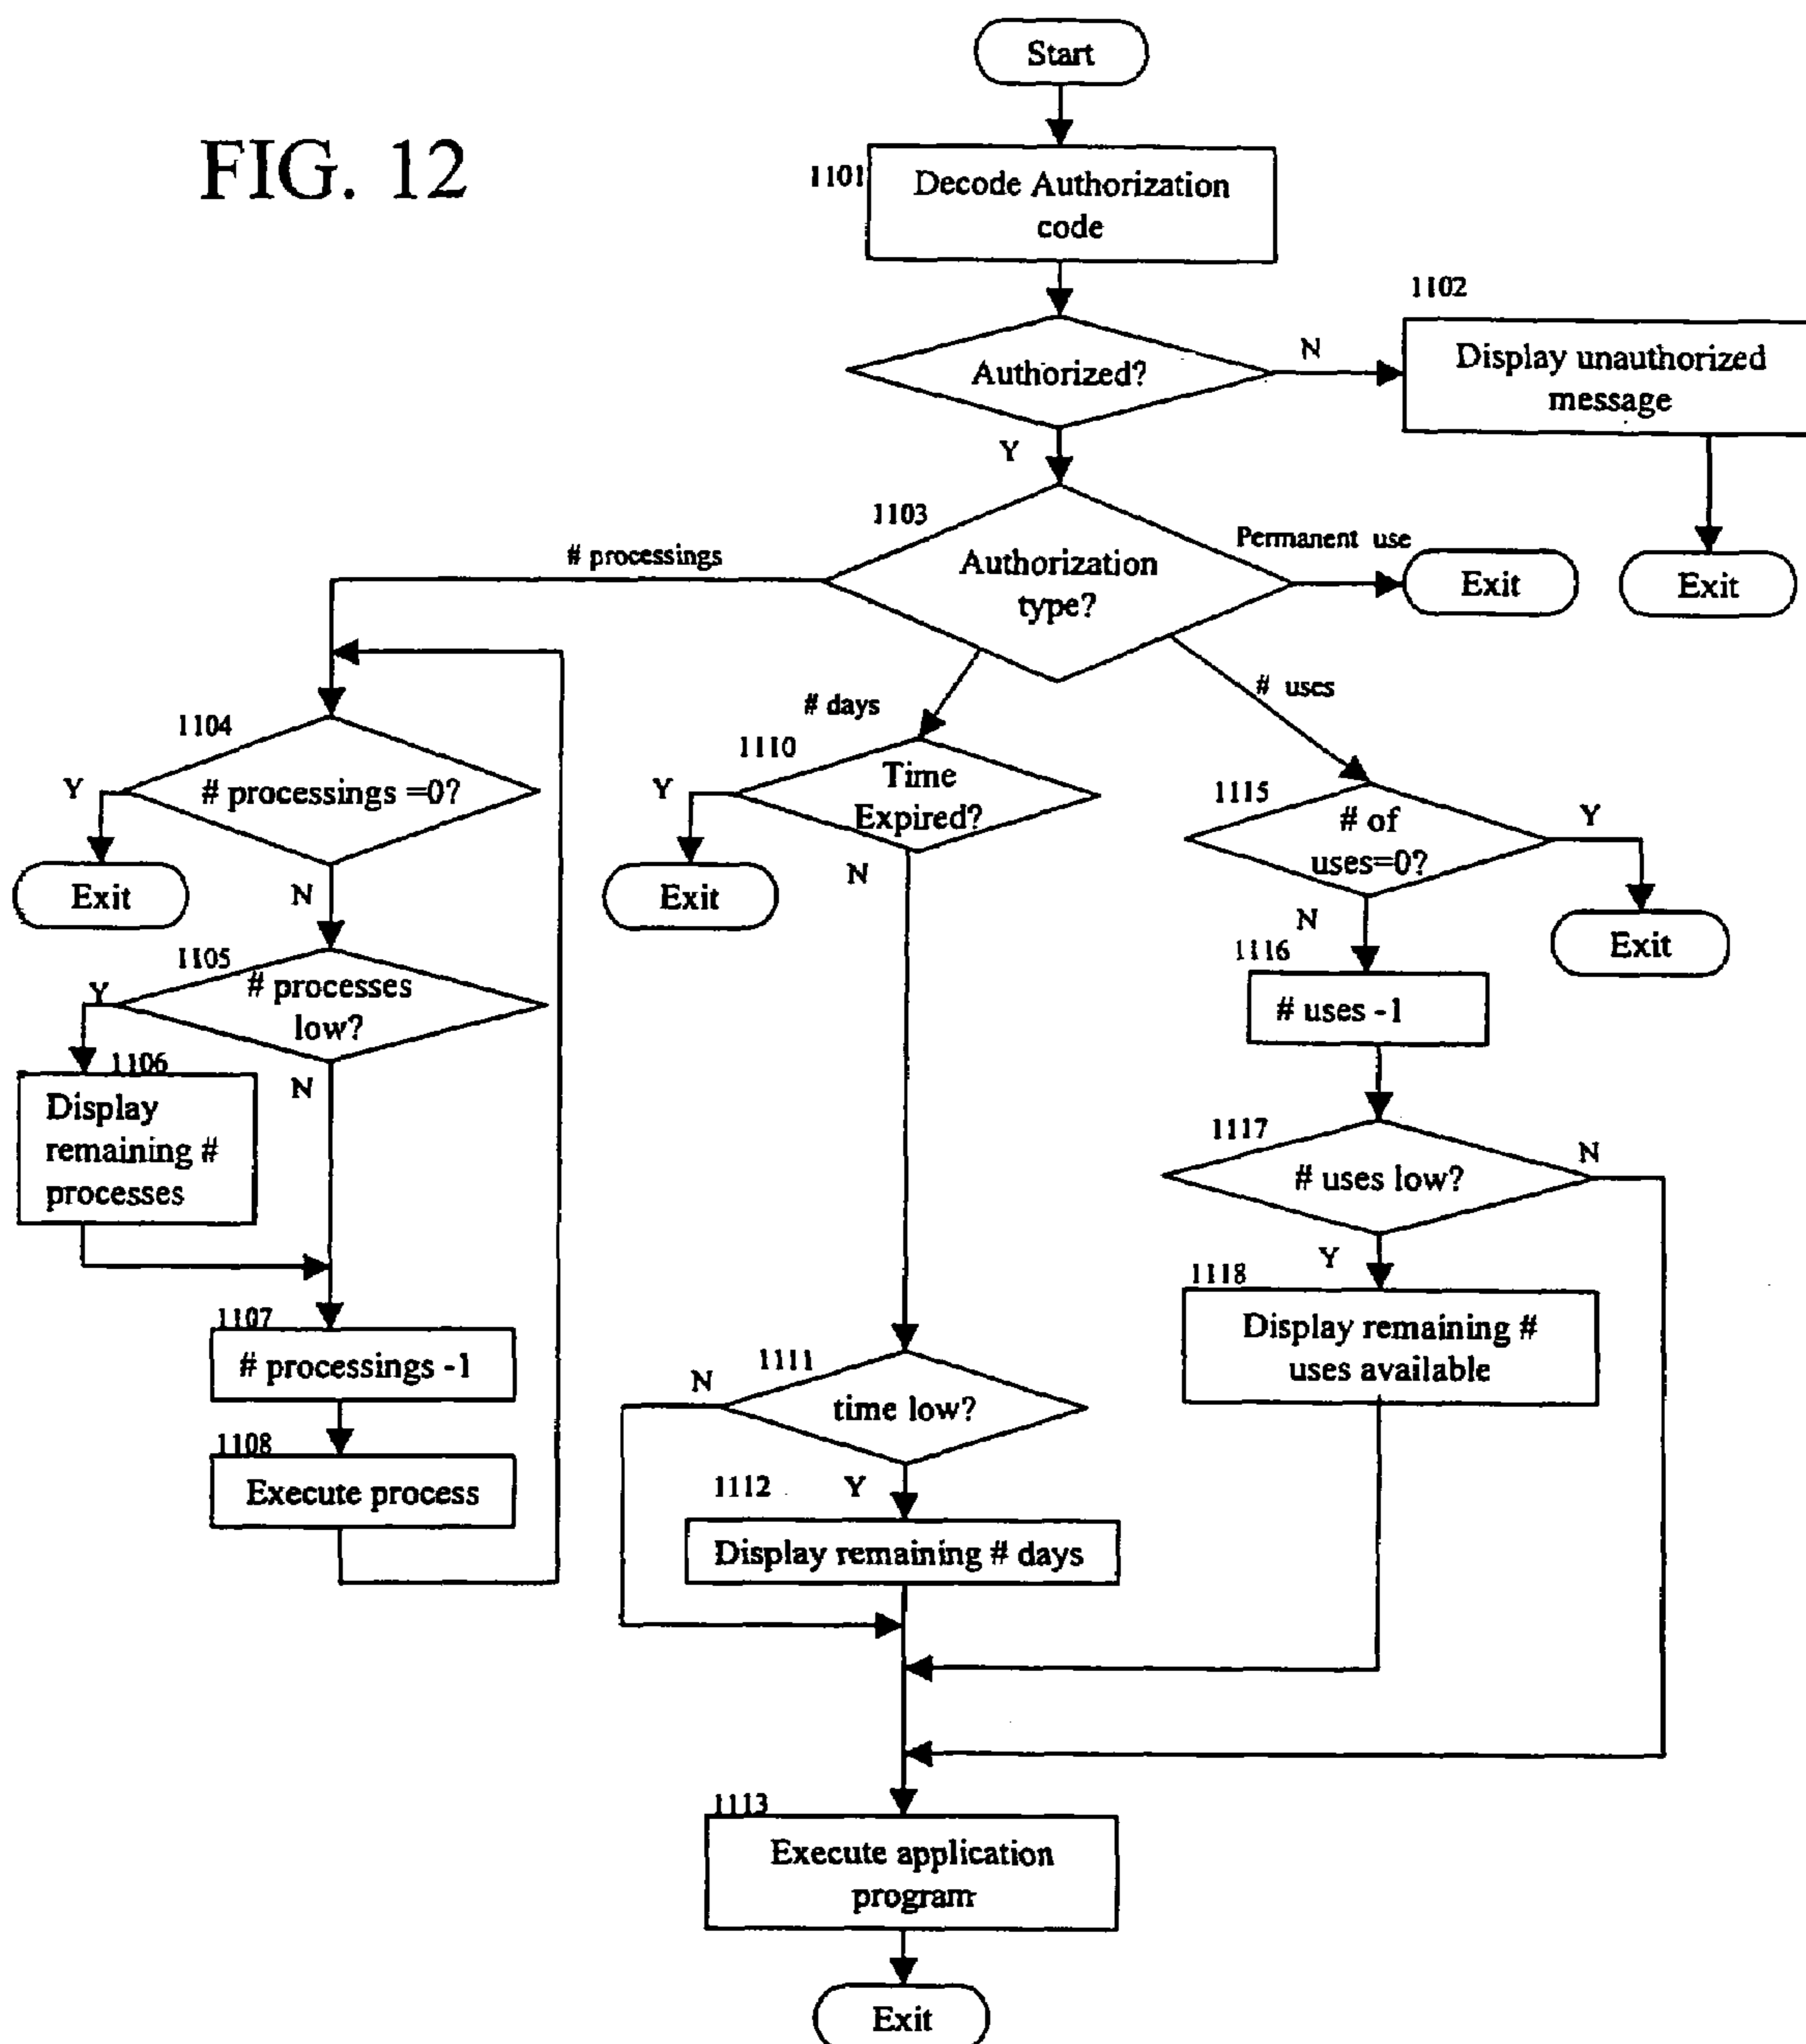 FIG. 12
Start
1101
Decode Authorization
code
1102
Authorized?
N
Display unauthorized
message
Y
1103
# processings
Authorization
type?
Permanent use
Exit
Exit
# days
# uses
1104
# processings =0?
Y
Exit
N
1110
Time
Expired?
Y
Exit
N
1115
# of
uses=0?
Y
Exit
N
1116
# uses -1
1105
# processes
low?
Y
1106
Display
remaining #
processes
N
1117
# uses low?
N
Y
1118
Display remaining #
uses available
1107
# processings -1
1108
Execute process
1111
time low?
N
Y
1112
Display remaining # days
1113
Execute application
program
Exit